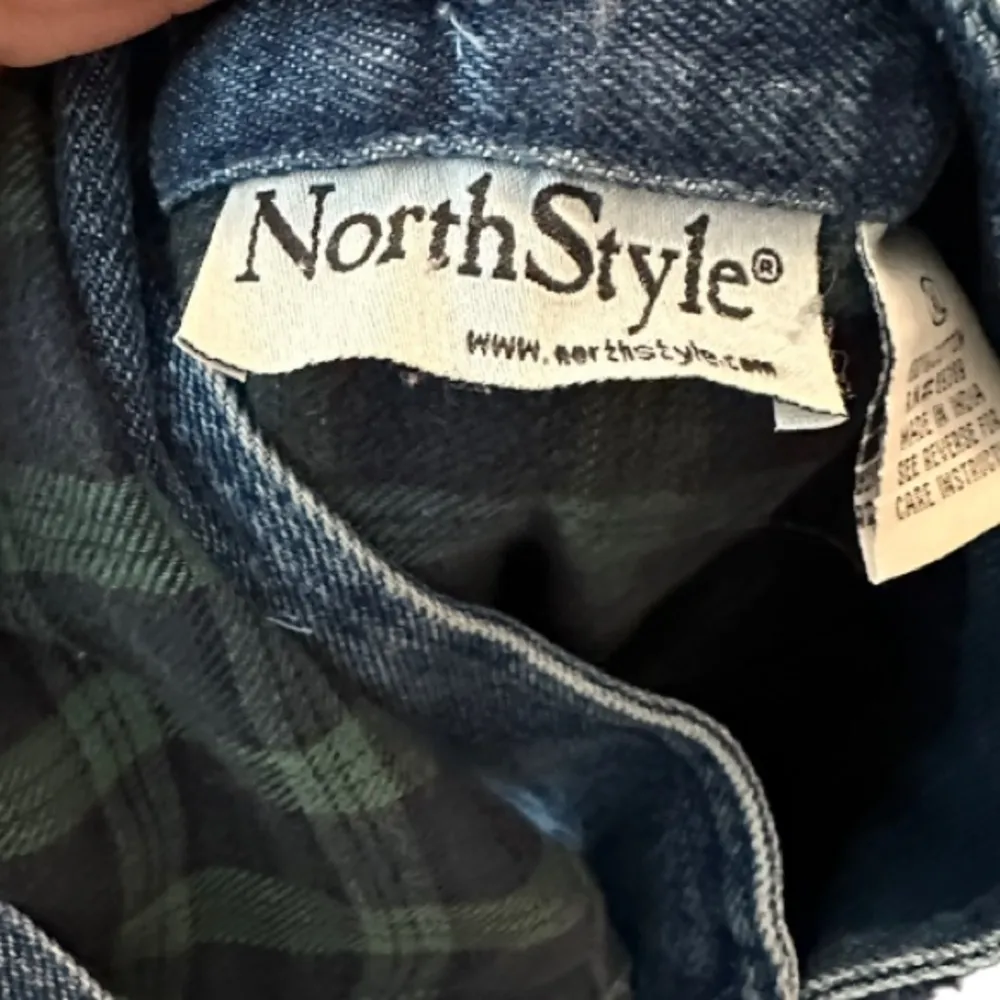 NorthStyle®
www.northstyle.com
MADE IN INDIA
SEE REVERSE FOR
CARE INSTRUC